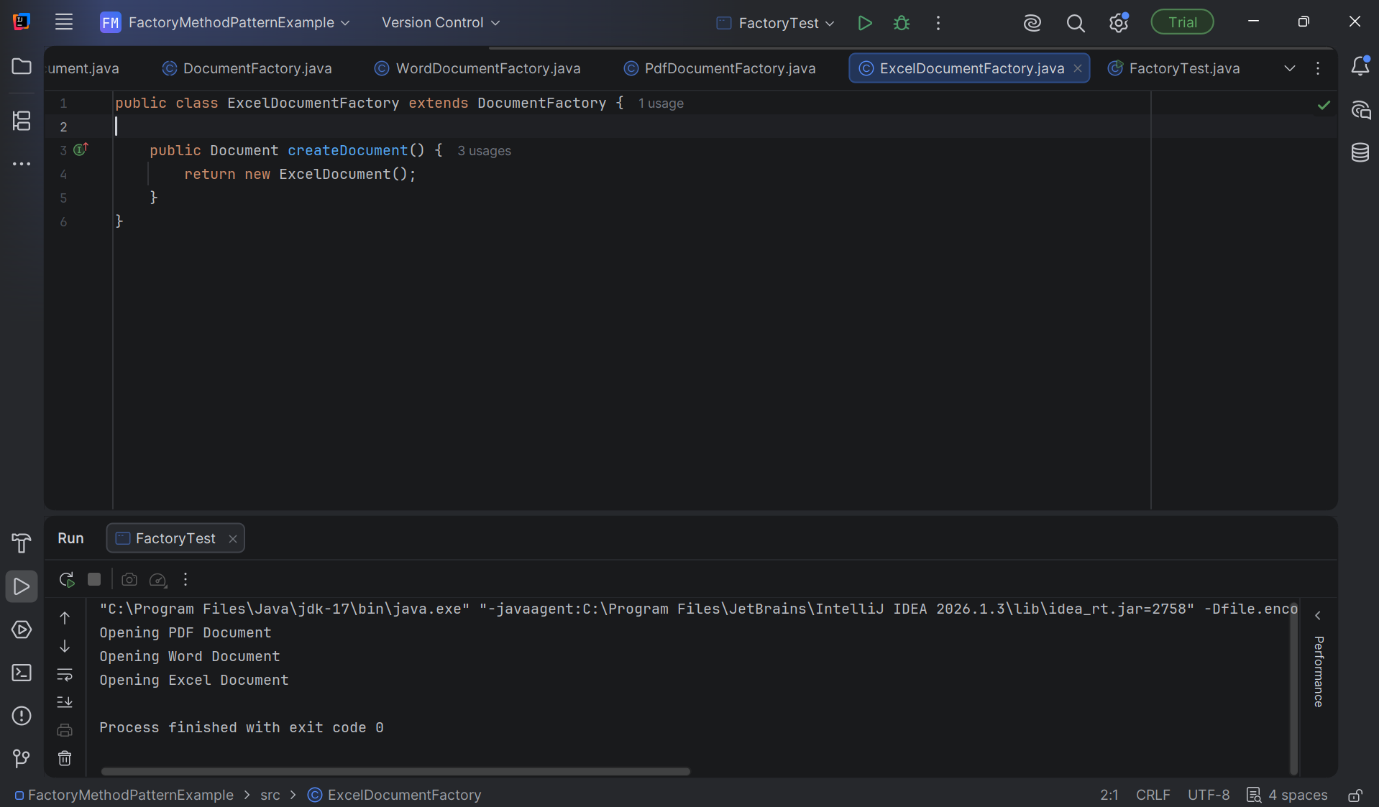 FM FactoryMethodPatternExample Version Control FactoryTest Trial
ument.java DocumentFactory.java WordDocumentFactory.java PdfDocumentFactory.java ExcelDocumentFactory.java FactoryTest.java
1 public class ExcelDocumentFactory extends DocumentFactory { 1 usage
2
3 public Document createDocument() { 3 usages
4 return new ExcelDocument();
5 }
6 }
Run FactoryTest
"C:\Program Files\Java\jdk-17\bin\java.exe" "-javaagent:C:\Program Files\JetBrains\IntelliJ IDEA 2026.1.3\lib\idea_rt.jar=2758" -Dfile.enco
Opening PDF Document
Opening Word Document
Opening Excel Document
Process finished with exit code 0
Performance
FactoryMethodPatternExample > src > ExcelDocumentFactory 2:1 CRLF UTF-8 4 spaces